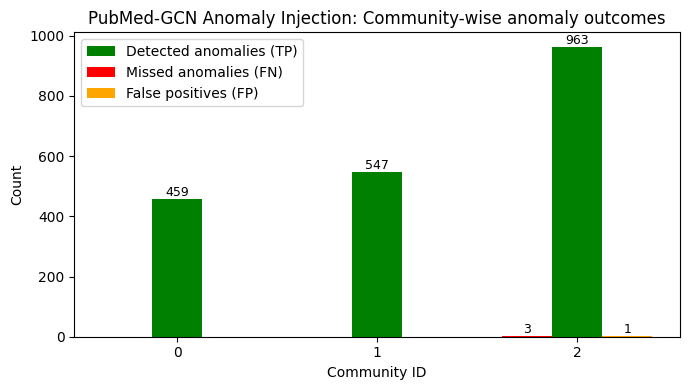 PubMed-GCN Anomaly Injection: Community-wise anomaly outcomes
Detected anomalies (TP)
Missed anomalies (FN)
False positives (FP)
Count
1000
800
600
400
200
0
459
547
963
3
1
0
1
2
Community ID